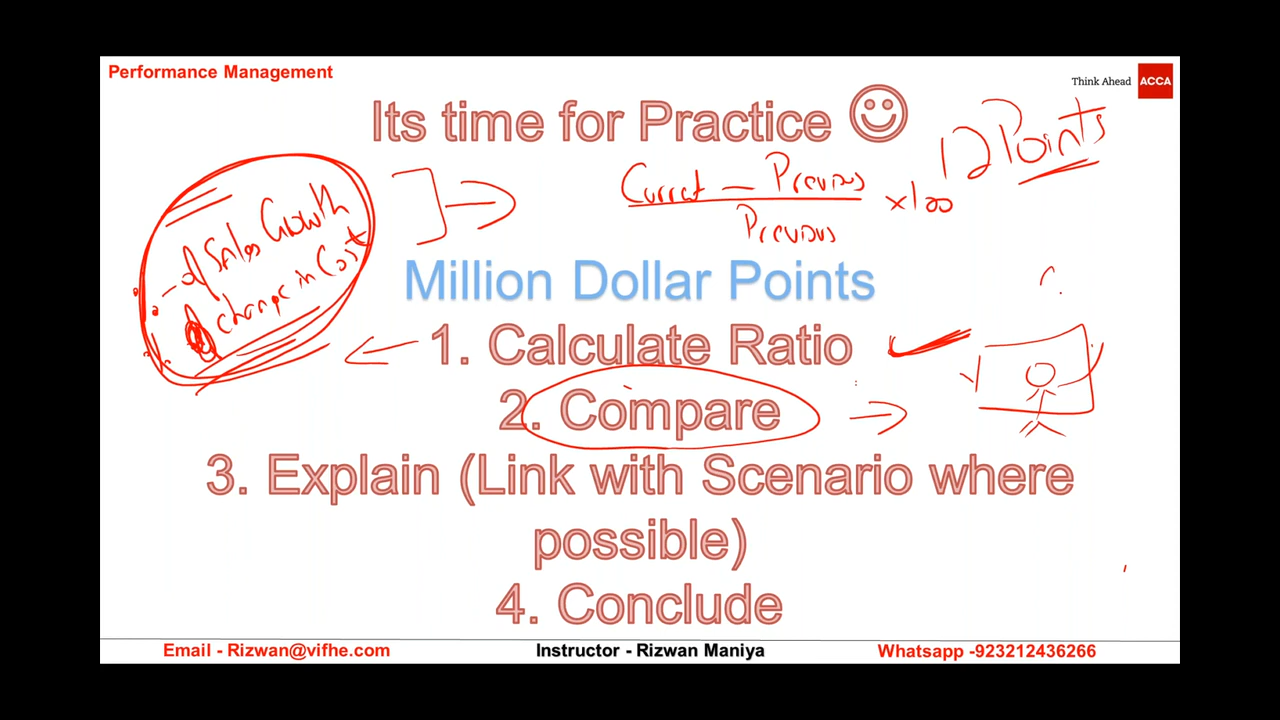 Performance Management
Think Ahead ACCA
Its time for Practice
12 Points
Current - Previous
Previous
x100
- of Sales Growth
change in Cost
Million Dollar Points
1. Calculate Ratio
2. Compare
3. Explain (Link with Scenario where
possible)
4. Conclude
Email - Rizwan@vifhe.com
Instructor - Rizwan Maniya
Whatsapp -923212436266